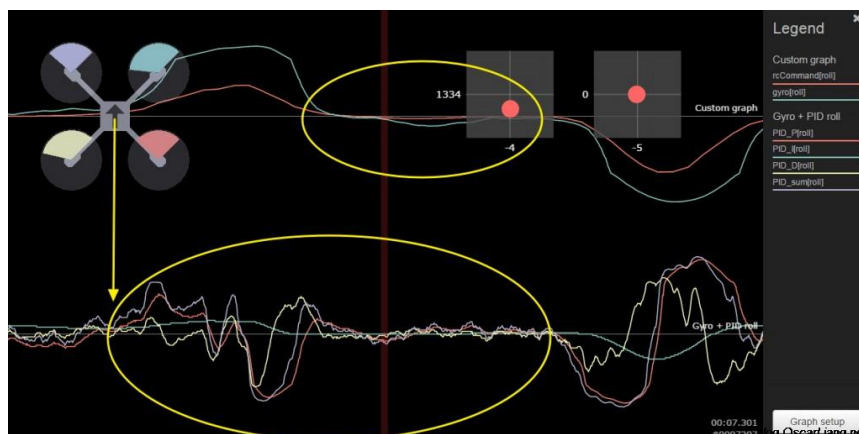 Legend
Custom graph
rcCommand[roll]
gyro[roll]
Gyro + PID roll
PID_P[roll]
PID_I[roll]
PID_D[roll]
PID_sum[roll]
1334
-4
0
-5
Custom graph
Gyro + PID roll
00:07.301
Graph setup